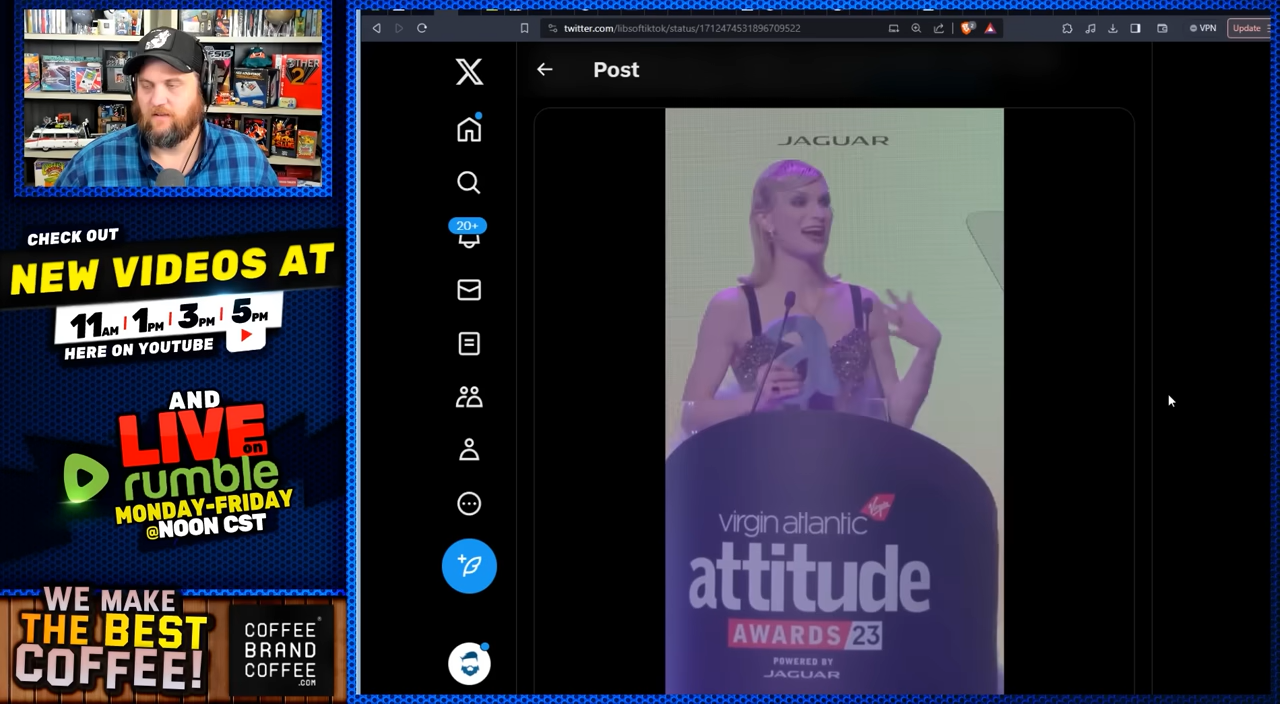 CHECK OUT
NEW VIDEOS AT
11AM | 1PM | 3PM | 5PM
HERE ON YOUTUBE
AND
LIVE on
rumble
MONDAY-FRIDAY
@NOON CST
WE MAKE
THE BEST
COFFEE!
COFFEE
BRAND
COFFEE
.COM
twitter.com/libsoftiktok/status/1712474531896709522
VPN
Update
X
Post
20+
JAGUAR
virgin atlantic
Virgin
attitude
AWARDS 23
POWERED BY
JAGUAR